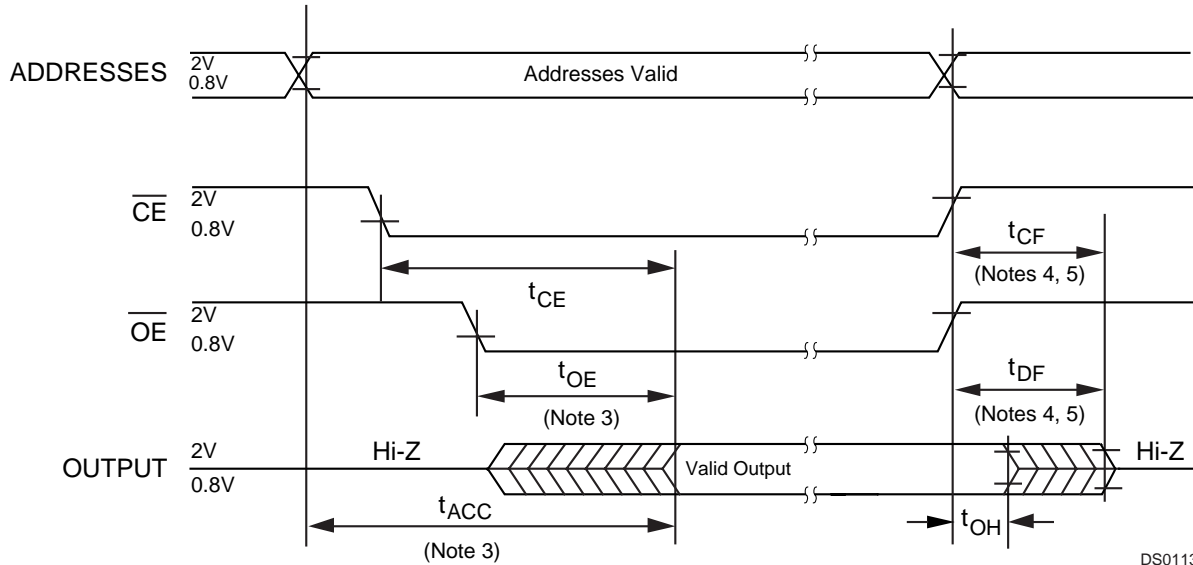 ADDRESSES
2V
0.8V
Addresses Valid
CE
2V
0.8V
tCF
(Notes 4, 5)
tCE
OE
2V
0.8V
tOE
(Note 3)
tDF
(Notes 4, 5)
OUTPUT
2V
0.8V
Hi-Z
Valid Output
Hi-Z
tACC
(Note 3)
tOH
DS0113